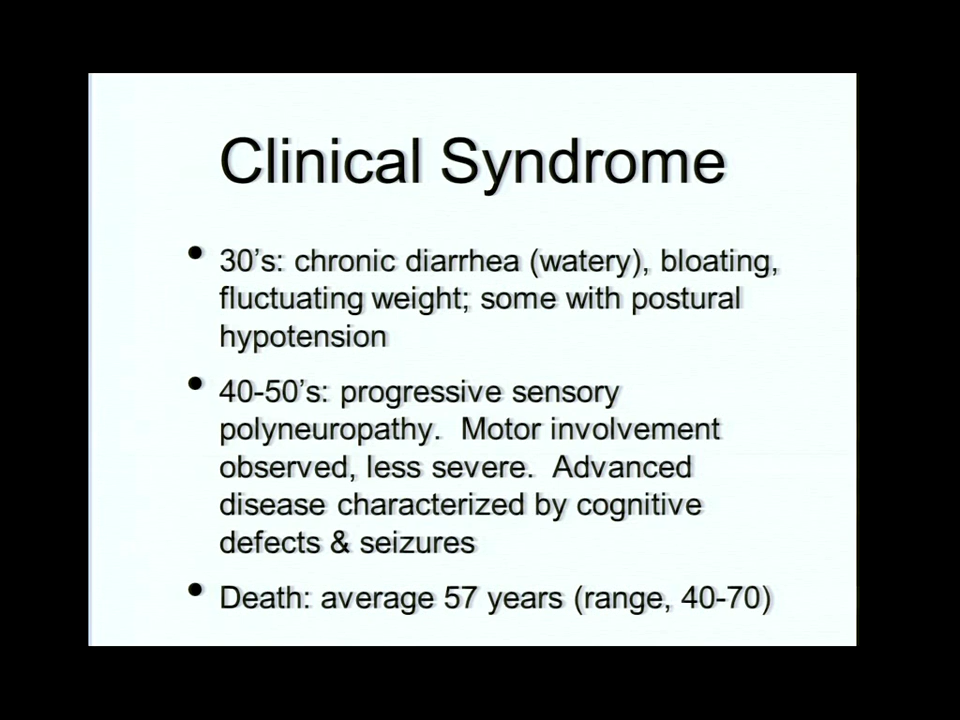 Clinical Syndrome
• 30's: chronic diarrhea (watery), bloating,
fluctuating weight; some with postural
hypotension
• 40-50's: progressive sensory
polyneuropathy.  Motor involvement
observed, less severe.  Advanced
disease characterized by cognitive
defects & seizures
• Death: average 57 years (range, 40-70)